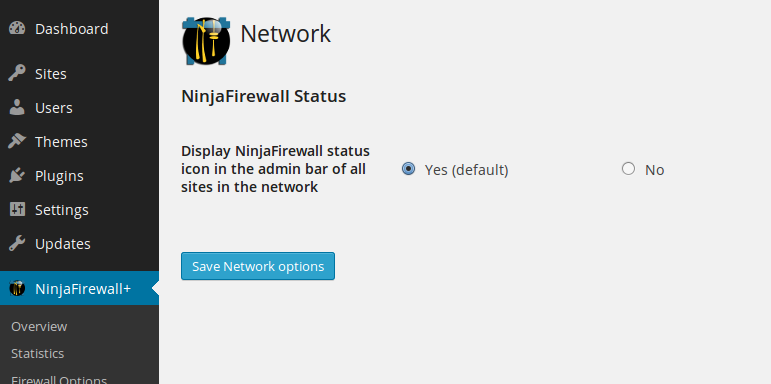 Dashboard
Sites
Users
Themes
Plugins
Settings
Updates
NinjaFirewall+
Overview
Statistics
Firewall Options
Network
NinjaFirewall Status
Display NinjaFirewall status
icon in the admin bar of all
sites in the network
Yes (default)
No
Save Network options